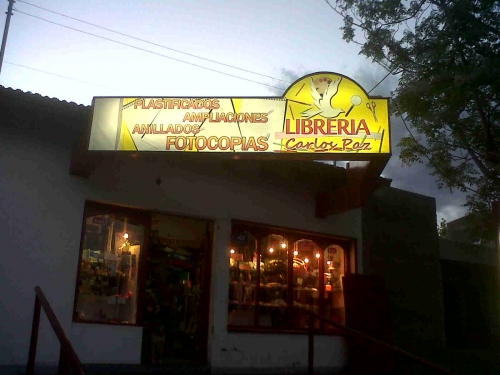 PLASTIFICADOS
AMPLIACIONES
ANILLADOS
FOTOCOPIAS
LIBRERIA
Carlos Paz